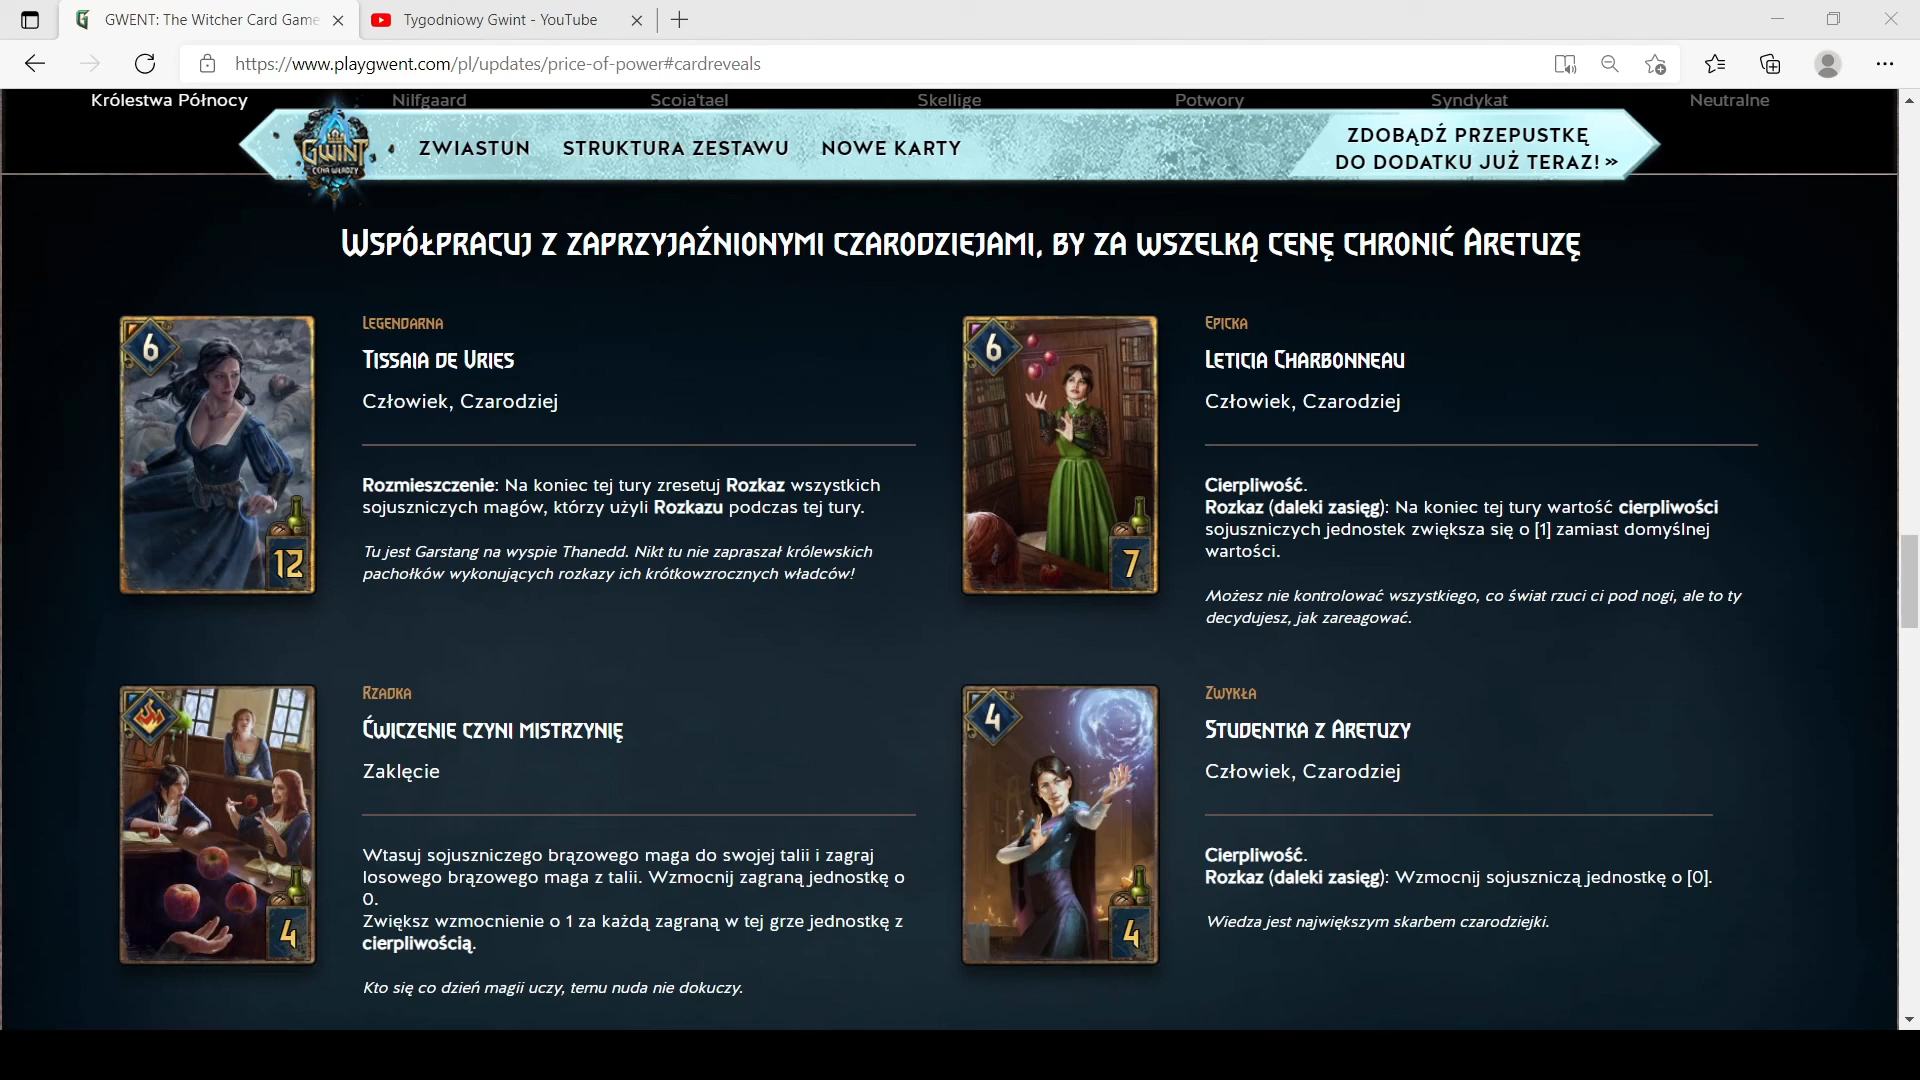 GWENT: The Witcher Card Game
Tygodniowy Gwint - YouTube
https://www.playgwent.com/pl/updates/price-of-power#cardreveals
Królestwa Północy
Nilfgaard
Scoia'tael
Skellige
Potwory
Syndykat
Neutralne
GWINT
CENA WŁADZY
ZWIASTUN
STRUKTURA ZESTAWU
NOWE KARTY
ZDOBĄDŹ PRZEPUSTKĘ
DO DODATKU JUŻ TERAZ! »
Współpracuj z zaprzyjaźnionymi czarodziejami, by za wszelką cenę chronić Aretuzę
6
12
Legendarna
Tissaia de Vries
Człowiek, Czarodziej
Rozmieszczenie: Na koniec tej tury zresetuj Rozkaz wszystkich
sojuszniczych magów, którzy użyli Rozkazu podczas tej tury.
Tu jest Garstang na wyspie Thanedd. Nikt tu nie zapraszał królewskich
pachołków wykonujących rozkazy ich krótkowzrocznych władców!
6
7
Epicka
Leticia Charbonneau
Człowiek, Czarodziej
Cierpliwość.
Rozkaz (daleki zasięg): Na koniec tej tury wartość cierpliwości
sojuszniczych jednostek zwiększa się o [1] zamiast domyślnej
wartości.
Możesz nie kontrolować wszystkiego, co świat rzuci ci pod nogi, ale to ty
decydujesz, jak zareagować.
4
Rzadka
Ćwiczenie czyni mistrzynię
Zaklęcie
Wtasuj sojuszniczego brązowego maga do swojej talii i zagraj
losowego brązowego maga z talii. Wzmocnij zagraną jednostkę o
0.
Zwiększ wzmocnienie o 1 za każdą zagraną w tej grze jednostkę z
cierpliwością.
Kto się co dzień magii uczy, temu nuda nie dokuczy.
4
4
Zwykła
Studentka z Aretuzy
Człowiek, Czarodziej
Cierpliwość.
Rozkaz (daleki zasięg): Wzmocnij sojuszniczą jednostkę o [0].
Wiedza jest największym skarbem czarodziejki.